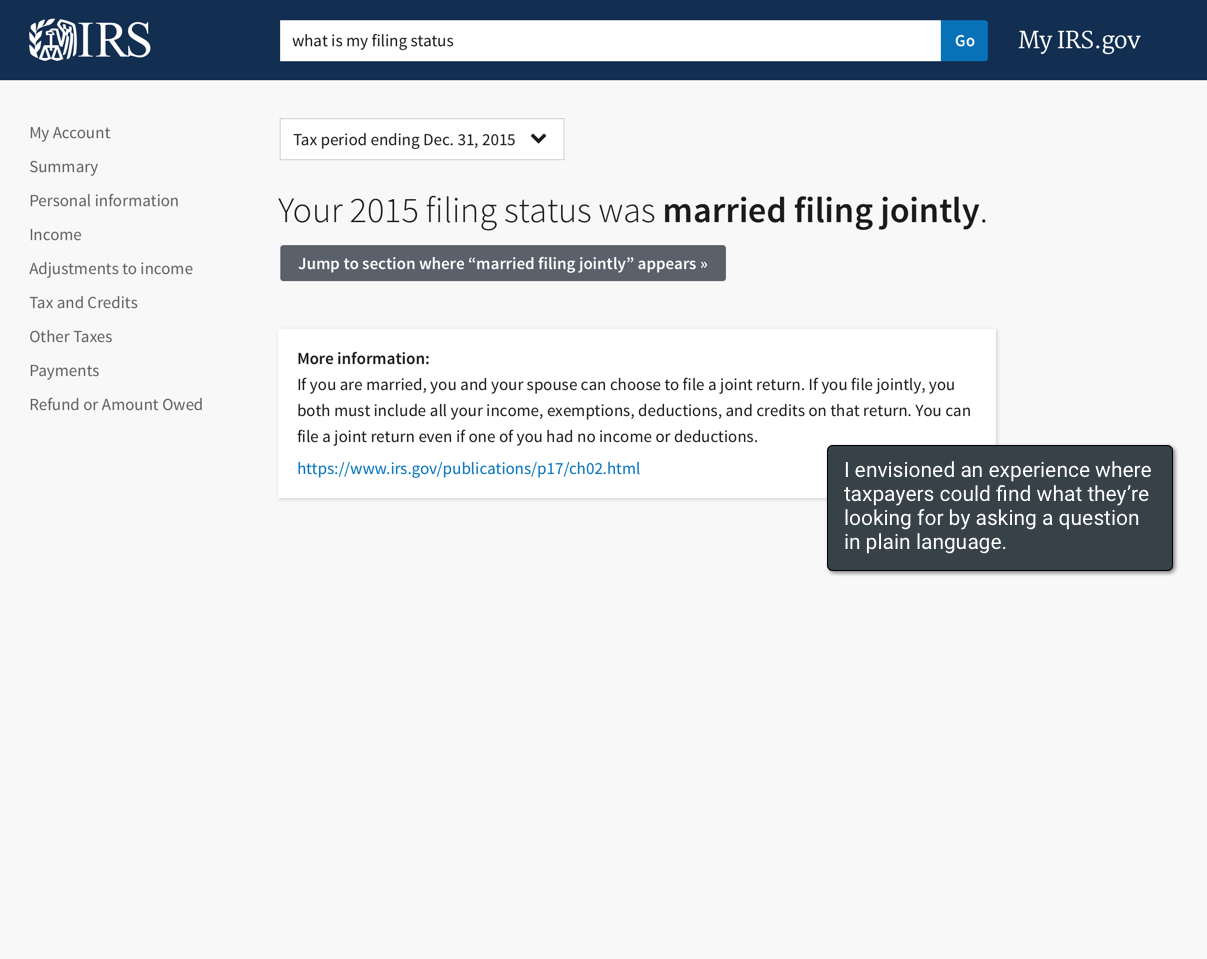 IRS
what is my filing status
Go
My IRS.gov
My Account
Summary
Personal information
Income
Adjustments to income
Tax and Credits
Other Taxes
Payments
Refund or Amount Owed
Tax period ending Dec. 31, 2015
Your 2015 filing status was married filing jointly.
Jump to section where “married filing jointly” appears »
More information:
If you are married, you and your spouse can choose to file a joint return. If you file jointly, you
both must include all your income, exemptions, deductions, and credits on that return. You can
file a joint return even if one of you had no income or deductions.
https://www.irs.gov/publications/p17/ch02.html
I envisioned an experience where
taxpayers could find what they’re
looking for by asking a question
in plain language.